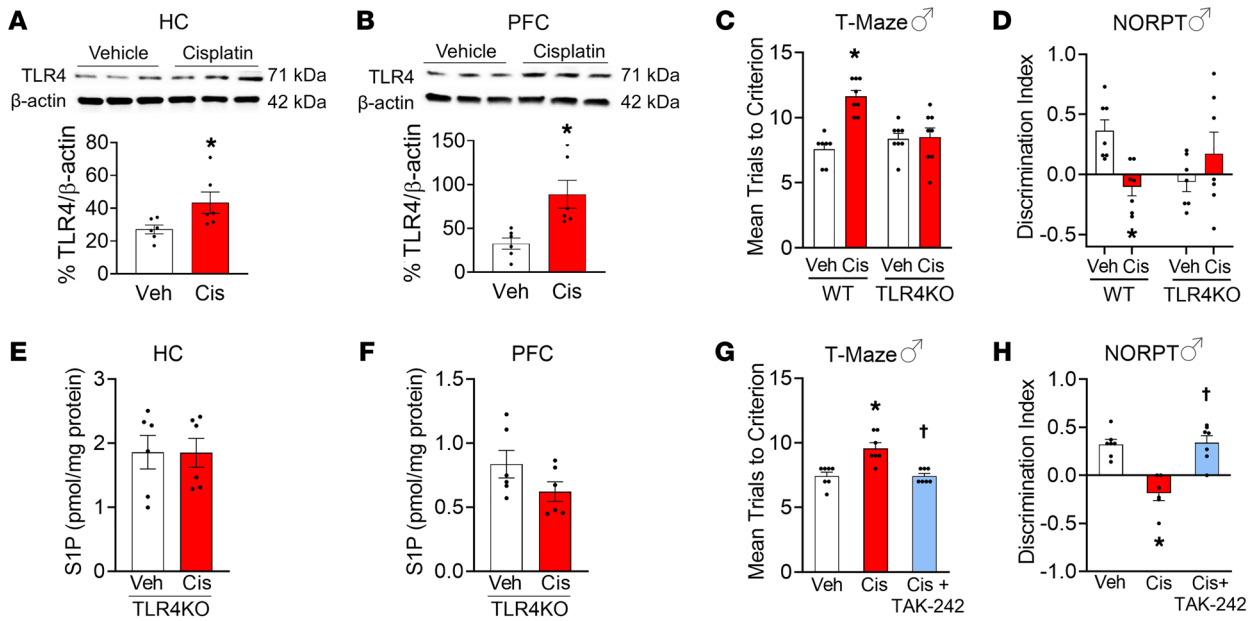 A
HC
Vehicle Cisplatin
TLR4 71 kDa
β-actin 42 kDa
% TLR4/β-actin
80
60
40
20
0
*
Veh Cis
B
PFC
Vehicle Cisplatin
TLR4 71 kDa
β-actin 42 kDa
% TLR4/β-actin
150
100
50
0
*
Veh Cis
C
T-Maze♂
Mean Trials to Criterion
15
10
5
0
*
Veh Cis Veh Cis
WT TLR4KO
D
NORPT♂
Discrimination Index
1.0
0.5
0.0
-0.5
*
Veh Cis Veh Cis
WT TLR4KO
E
HC
S1P (pmol/mg protein)
3
2
1
0
Veh Cis
TLR4KO
F
PFC
S1P (pmol/mg protein)
1.5
1.0
0.5
0.0
Veh Cis
TLR4KO
G
T-Maze♂
Mean Trials to Criterion
15
10
5
0
* †
Veh Cis Cis +
TAK-242
H
NORPT♂
Discrimination Index
1.0
0.5
0.0
-0.5
-1.0
†
*
Veh Cis Cis+
TAK-242